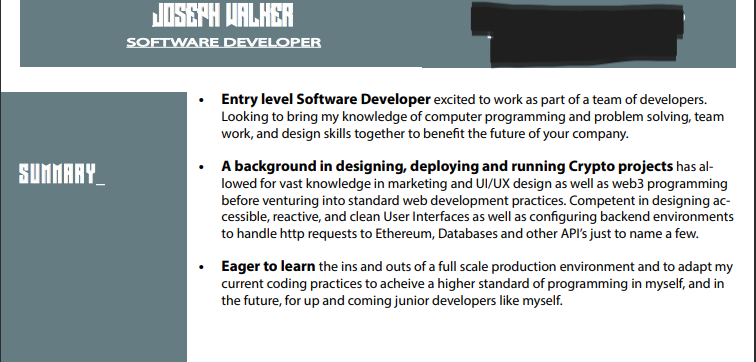 JOSEPH WALKER
SOFTWARE DEVELOPER
SUMMARY_
• Entry level Software Developer excited to work as part of a team of developers.
Looking to bring my knowledge of computer programming and problem solving, team
work, and design skills together to benefit the future of your company.
• A background in designing, deploying and running Crypto projects has al-
lowed for vast knowledge in marketing and UI/UX design as well as web3 programming
before venturing into standard web development practices. Competent in designing ac-
cessible, reactive, and clean User Interfaces as well as configuring backend environments
to handle http requests to Ethereum, Databases and other API's just to name a few.
• Eager to learn the ins and outs of a full scale production environment and to adapt my
current coding practices to acheive a higher standard of programming in myself, and in
the future, for up and coming junior developers like myself.